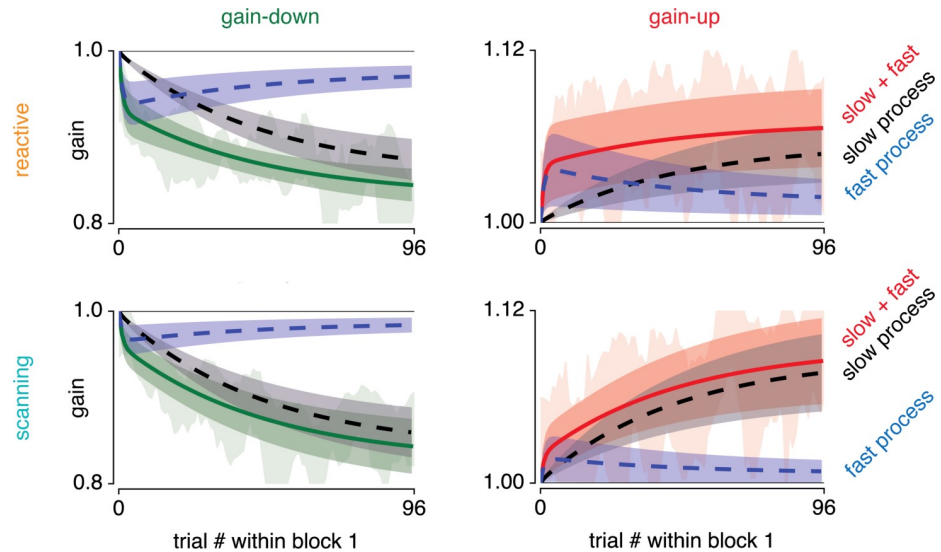 gain-down
gain-up
reactive
gain
1.0
0.8
0
96
1.12
1.00
0
96
slow + fast
slow process
fast process
scanning
gain
1.0
0.8
0
96
trial # within block 1
1.12
1.00
0
96
trial # within block 1
slow + fast
slow process
fast process